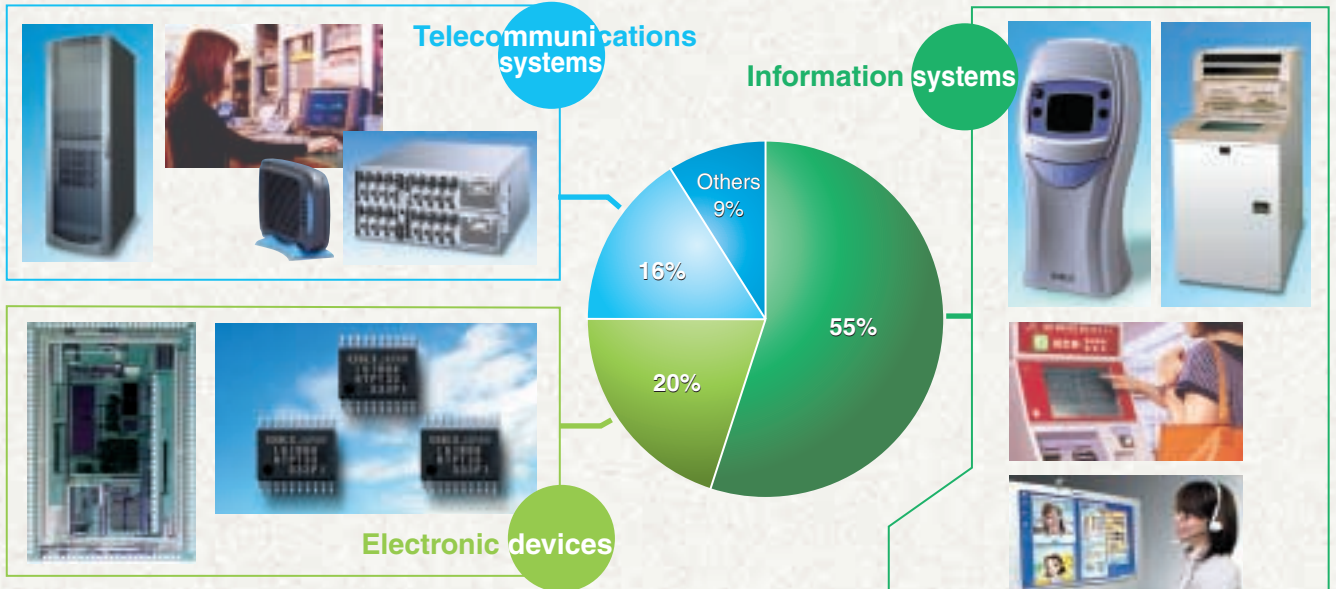 Telecommunications
systems
Information systems
Others
9%
16%
55%
20%
Electronic devices